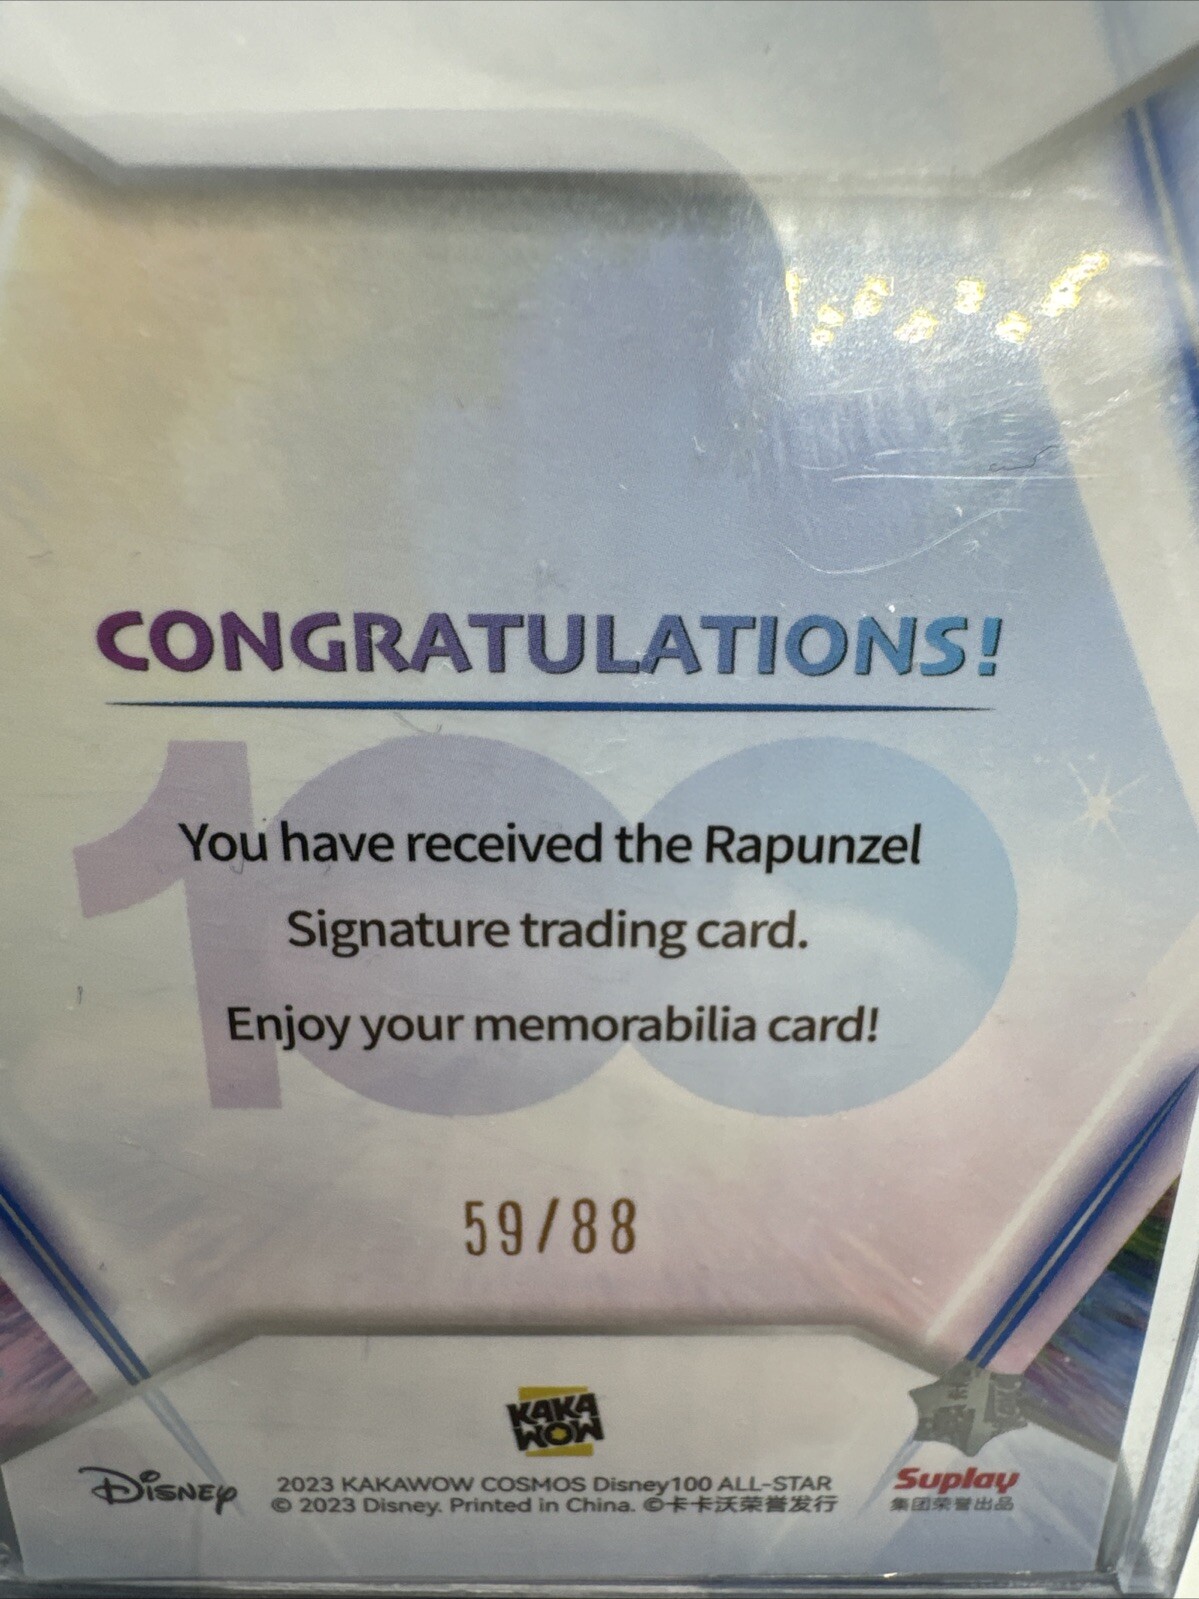 CONGRATULATIONS!
100
You have received the Rapunzel
Signature trading card.
Enjoy your memorabilia card!
59/88
KAKA
WOW
Disney
2023 KAKAWOW COSMOS Disney100 ALL-STAR
© 2023 Disney. Printed in China. ©卡卡沃荣誉发行
Suplay
集团荣誉出品